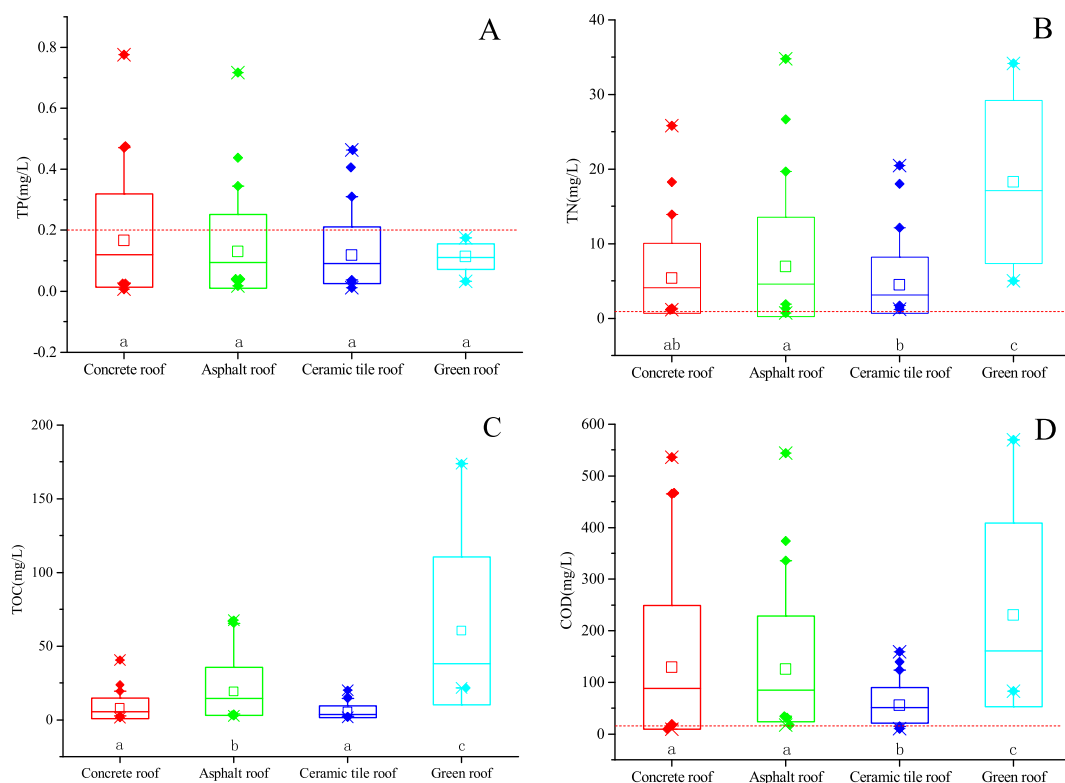 A
TP(mg/L)
0.8
0.6
0.4
0.2
0.0
-0.2
a a a a
Concrete roof Asphalt roof Ceramic tile roof Green roof
B
TN(mg/L)
40
30
20
10
0
ab a b c
Concrete roof Asphalt roof Ceramic tile roof Green roof
C
TOC(mg/L)
200
150
100
50
0
a b a c
Concrete roof Asphalt roof Ceramic tile roof Green roof
D
COD(mg/L)
600
500
400
300
200
100
0
a a b c
Concrete roof Asphalt roof Ceramic tile roof Green roof